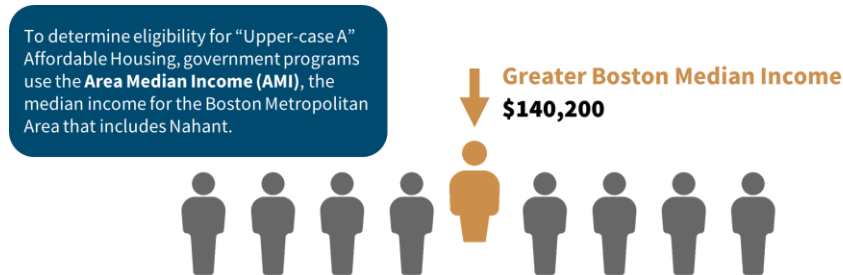 To determine eligibility for “Upper-case A”
Affordable Housing, government programs
use the Area Median Income (AMI), the
median income for the Boston Metropolitan
Area that includes Nahant.
Greater Boston Median Income
$140,200